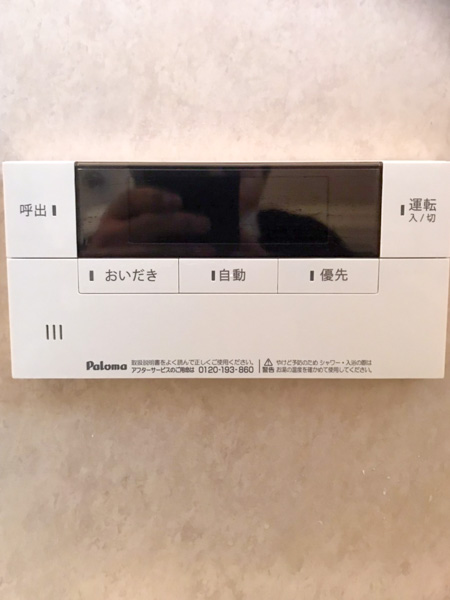 呼出
運転
入/切
おいだき
自動
優先
Paloma
取扱説明書をよく読んで正しくご使用ください。
アフターサービスのご用命は 0120-193-860
警告
やけど予防のため シャワー・入浴の際は
お湯の温度を確かめて使用してください。